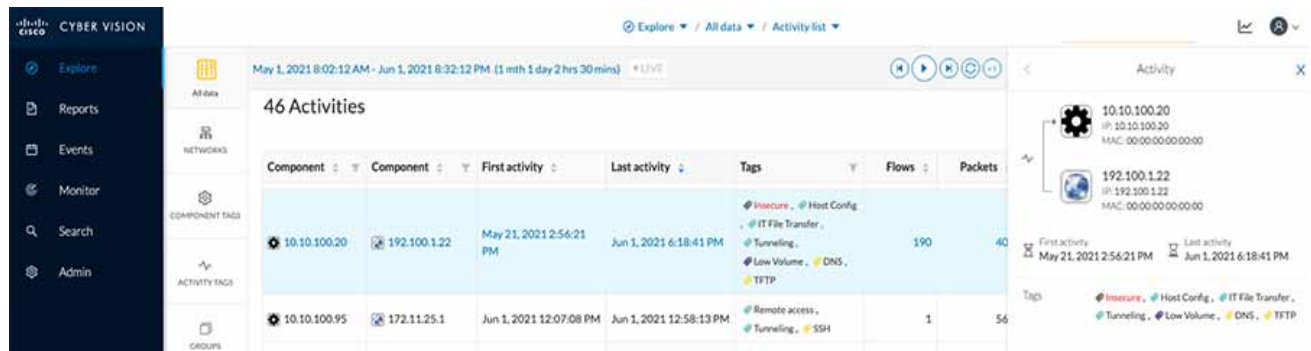 cisco CYBER VISION
Explore / All data / Activity list
Explore
Reports
Events
Monitor
Search
Admin
All data
NETWORKS
COMPONENT TAGS
ACTIVITY TAGS
GROUPS
May 1, 2021 8:02:12 AM - Jun 1, 2021 8:32:12 PM (1 mth 1 day 2 hrs 30 mins) LIVE
46 Activities
Component Component First activity Last activity Tags Flows Packets
10.10.100.20 192.100.1.22 May 21, 2021 2:56:21 PM Jun 1, 2021 6:18:41 PM Insecure, Host Config, IT File Transfer, Tunneling, Low Volume, DNS, TFTP 190 40
10.10.100.95 172.11.25.1 Jun 1, 2021 12:07:08 PM Jun 1, 2021 12:58:13 PM Remote access, Tunneling, SSH 1 56
Activity X
10.10.100.20
IP: 10.10.100.20
MAC: 00:00:00:00:00:00
192.100.1.22
IP: 192.100.1.22
MAC: 00:00:00:00:00:00
First activity Last activity
May 21, 2021 2:56:21 PM Jun 1, 2021 6:18:41 PM
Tags Insecure, Host Config, IT File Transfer,
Tunneling, Low Volume, DNS, TFTP